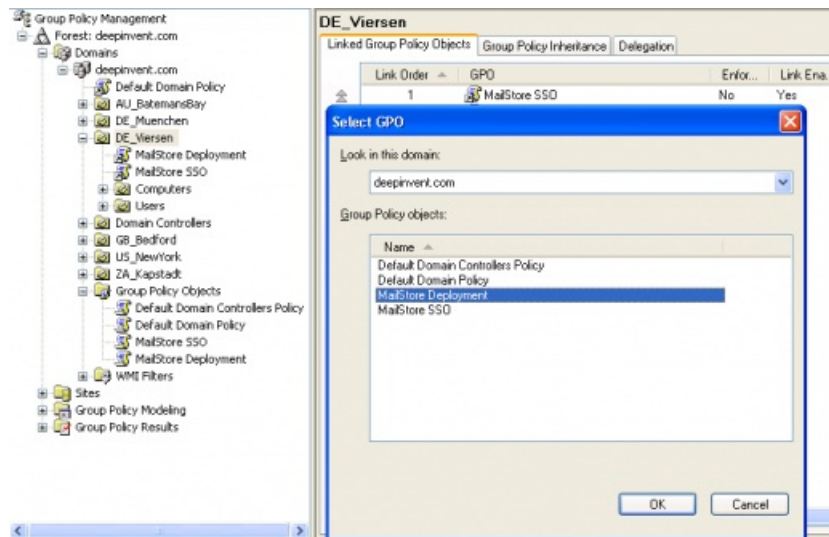 Group Policy Management
Forest: deepinvent.com
Domains
deepinvent.com
Default Domain Policy
AU_BatemansBay
DE_Muenchen
DE_Viersen
MailStore Deployment
MailStore SSO
Computers
Users
Domain Controllers
GB_Bedford
US_NewYork
ZA_Kapstadt
Group Policy Objects
Default Domain Controllers Policy
Default Domain Policy
MailStore SSO
MailStore Deployment
WMI Filters
Sites
Group Policy Modeling
Group Policy Results
DE_Viersen
Linked Group Policy Objects Group Policy Inheritance Delegation
Link Order GPO Enfor... Link Ena.
1 MailStore SSO No Yes
Select GPO
Look in this domain:
deepinvent.com
Group Policy objects:
Name
Default Domain Controllers Policy
Default Domain Policy
MailStore Deployment
MailStore SSO
OK Cancel